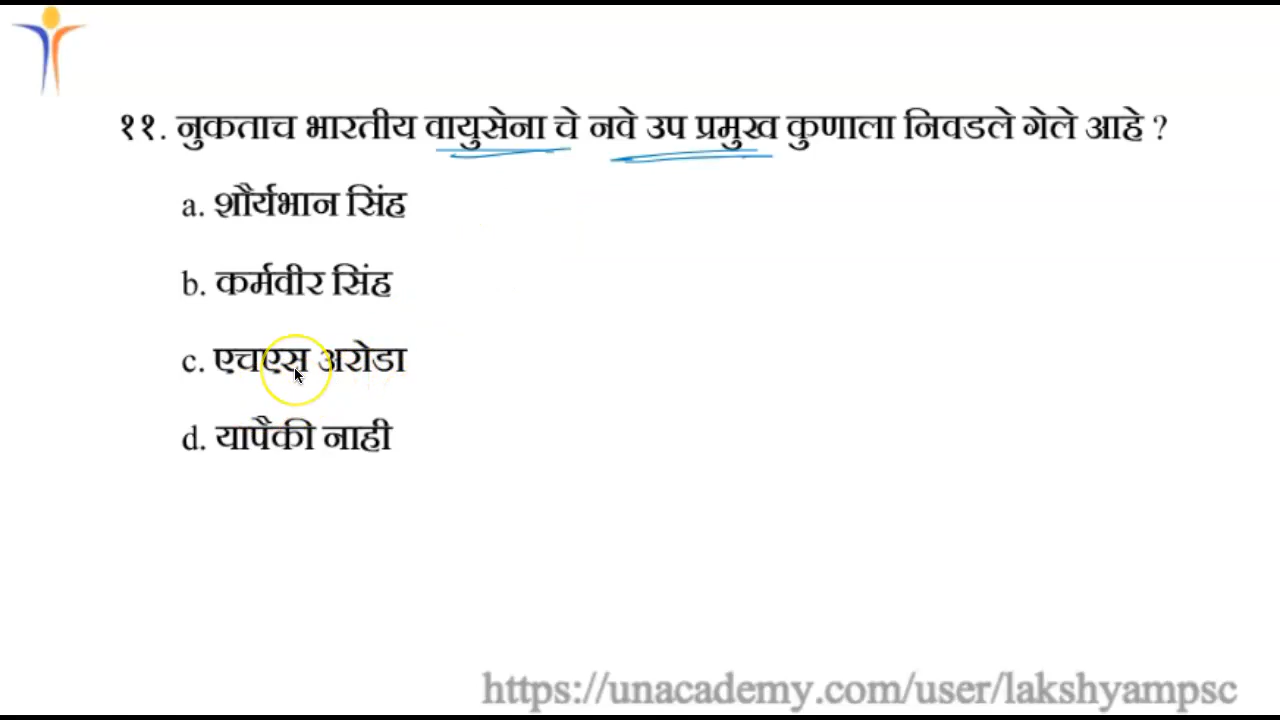 ११. नुकताच भारतीय वायुसेना चे नवे उप प्रमुख कुणाला निवडले गेले आहे ?
a. शौर्यभान सिंह
b. कर्मवीर सिंह
c. एचएस अरोडा
d. यापैकी नाही
https://unacademy.com/user/lakshyampsc